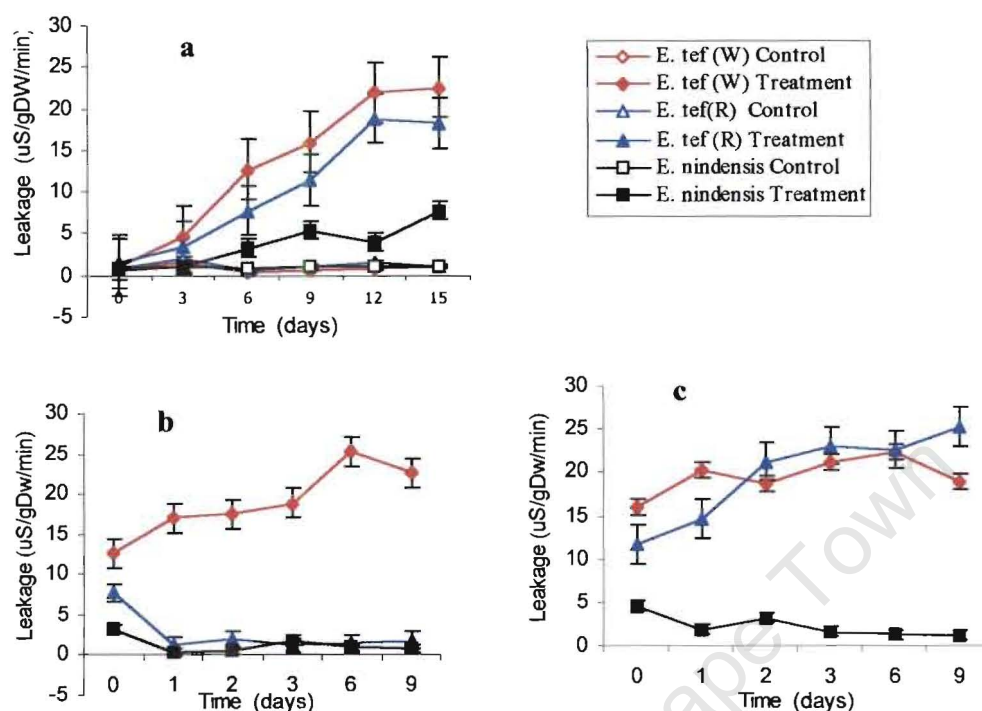 a
Leakage (uS/gDW/min)
30
25
20
15
10
5
0
-5
0 3 6 9 12 15
Time (days)
E. tef (W) Control
E. tef (W) Treatment
E. tef(R) Control
E. tef (R) Treatment
E. nindensis Control
E. nindensis Treatment
b
Leakage (uS/gDw/min)
30
25
20
15
10
5
0
-5
0 1 2 3 6 9
Time (days)
c
Leakage (uS/gDw/min)
30
25
20
15
10
5
0
0 1 2 3 6 9
Time (days)
ape Town